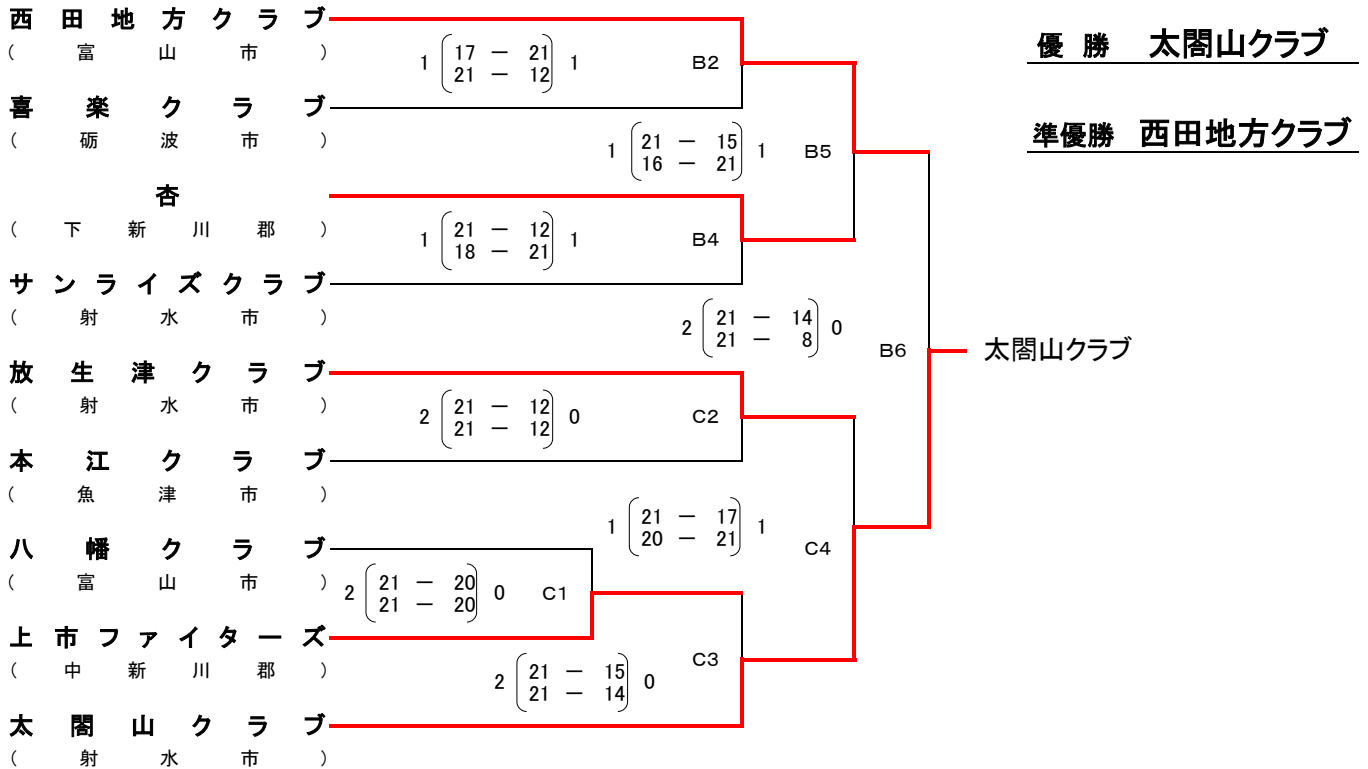 西田地方クラブ
(富山市)
1 17 － 21 1 B2
21 － 12
喜楽クラブ
(砺波市)
1 21 － 15 1 B5
16 － 21
杏
(下新川郡)
1 21 － 12 1 B4
18 － 21
サンライズクラブ
(射水市)
2 21 － 14 0 B6
21 － 8
太閤山クラブ
放生津クラブ
(射水市)
2 21 － 12 0 C2
21 － 12
本江クラブ
(魚津市)
1 21 － 17 1 C4
20 － 21
八幡クラブ
(富山市)
2 21 － 20 0 C1
21 － 20
上市ファイターズ
(中新川郡)
2 21 － 15 0 C3
21 － 14
太閤山クラブ
(射水市)
優勝 太閤山クラブ
準優勝 西田地方クラブ